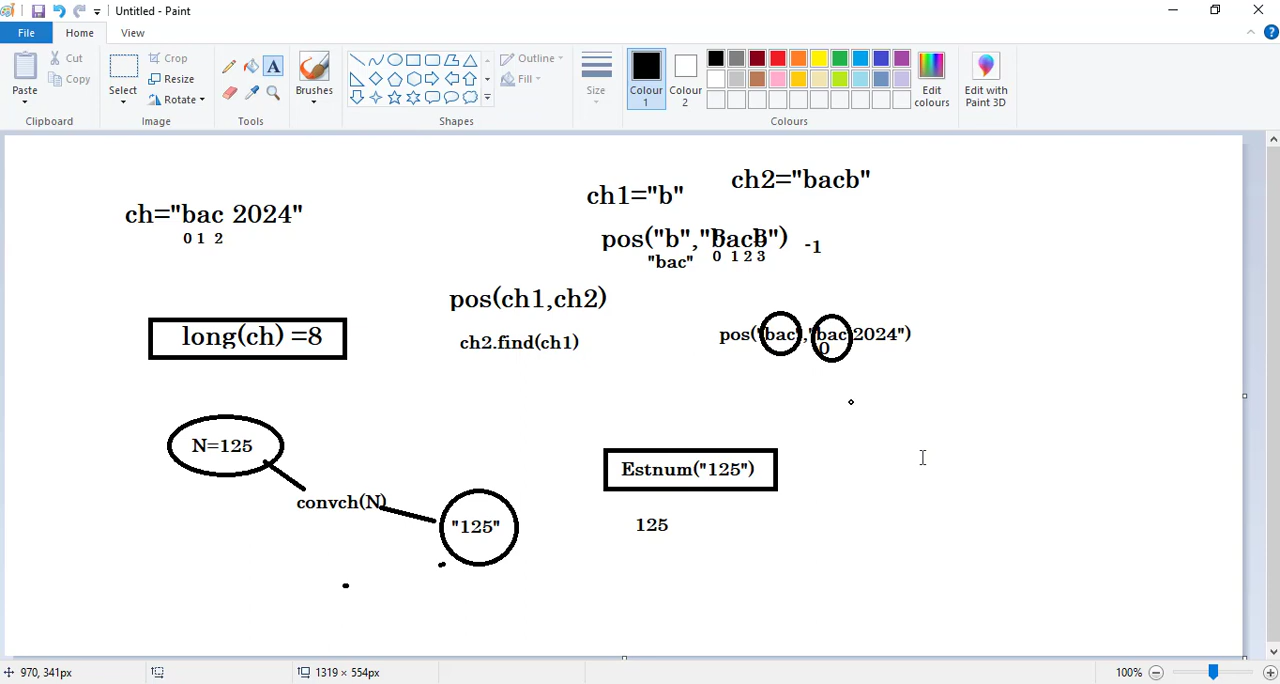 Untitled - Paint
File Home View
Paste
Cut
Copy
Clipboard
Select
Crop
Resize
Rotate
Image
Tools
Brushes
Shapes
Outline
Fill
Size
Colour 1
Colour 2
Edit colours
Colours
Edit with Paint 3D
ch="bac 2024"
0 1 2
ch1="b"
ch2="bacb"
pos("b","bacb") -1
"bac" 0 1 2 3
pos(ch1,ch2)
ch2.find(ch1)
pos("bac","bac 2024")
0
long(ch) =8
N=125
convch(N)
"125"
Estnum("125")
125
970, 341px
1319 × 554px
100%